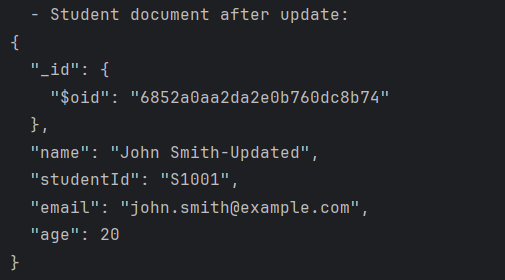 - Student document after update:
{
  "_id": {
    "$oid": "6852a0aa2da2e0b760dc8b74"
  },
  "name": "John Smith-Updated",
  "studentId": "S1001",
  "email": "john.smith@example.com",
  "age": 20
}